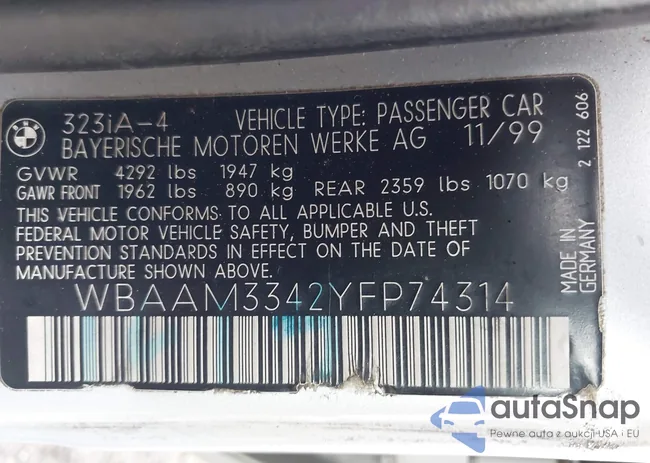 BMW
323iA-4 VEHICLE TYPE: PASSENGER CAR
BAYERISCHE MOTOREN WERKE AG 11/99
GVWR 4292 lbs 1947 kg
GAWR FRONT 1962 lbs 890 kg REAR 2359 lbs 1070 kg
THIS VEHICLE CONFORMS TO ALL APPLICABLE U.S.
FEDERAL MOTOR VEHICLE SAFETY, BUMPER AND THEFT
PREVENTION STANDARDS IN EFFECT ON THE DATE OF
MANUFACTURE SHOWN ABOVE.
WBAAM3342YFP74314
2 122 606
MADE IN
GERMANY
autaSnap
Pewne auta z aukcji USA i EU